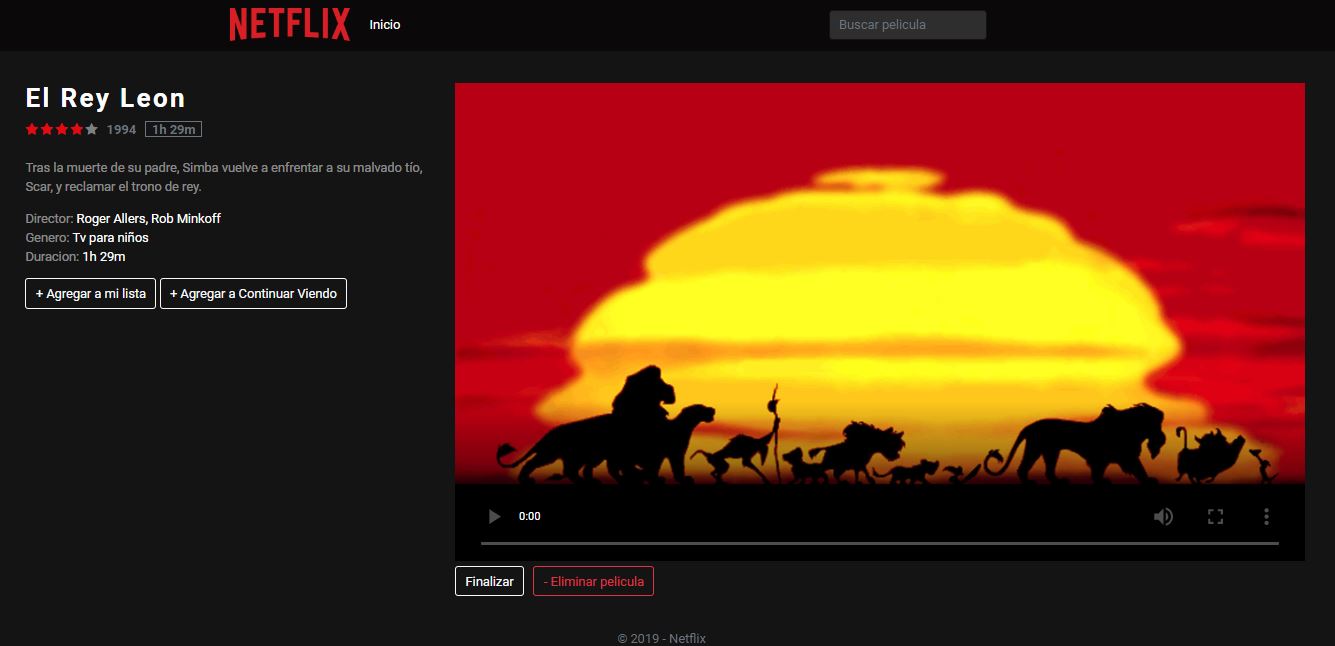 NETFLIX
Inicio
Buscar pelicula
El Rey Leon
1994 1h 29m
Tras la muerte de su padre, Simba vuelve a enfrentar a su malvado tío,
Scar, y reclamar el trono de rey.
Director: Roger Allers, Rob Minkoff
Genero: Tv para niños
Duracion: 1h 29m
+ Agregar a mi lista
+ Agregar a Continuar Viendo
0:00
Finalizar
- Eliminar pelicula
© 2019 - Netflix